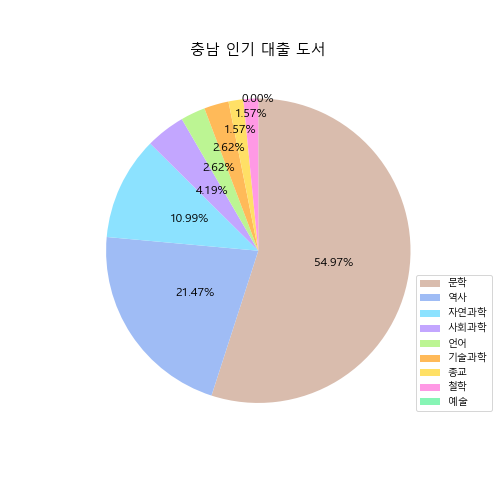 충남 인기 대출 도서
0.00%
1.57%
1.57%
2.62%
2.62%
4.19%
10.99%
21.47%
54.97%
문학
역사
자연과학
사회과학
언어
기술과학
종교
철학
예술